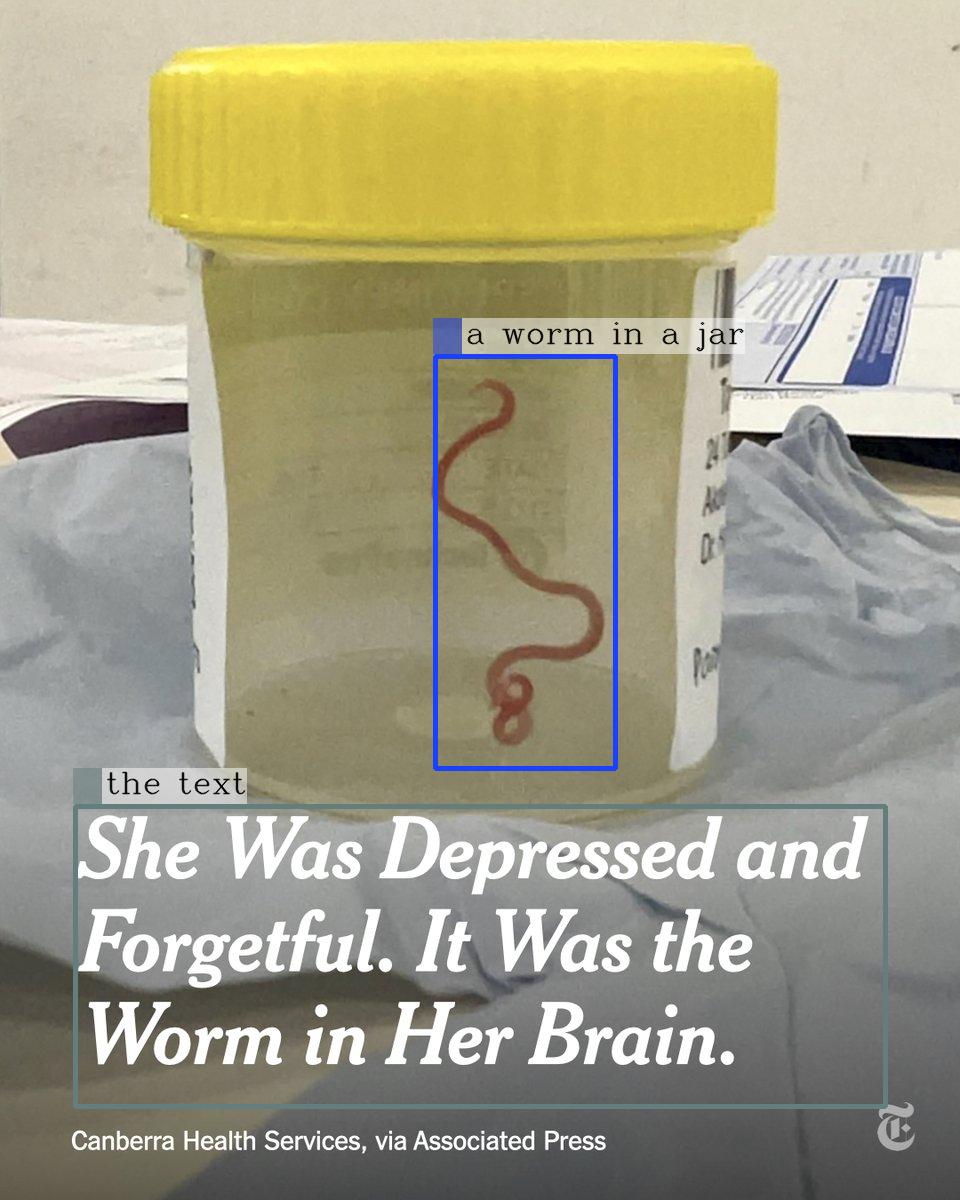 a worm in a jar
24
the text
She Was Depressed and
Forgetful. It Was the
Worm in Her Brain.
Canberra Health Services, via Associated Press